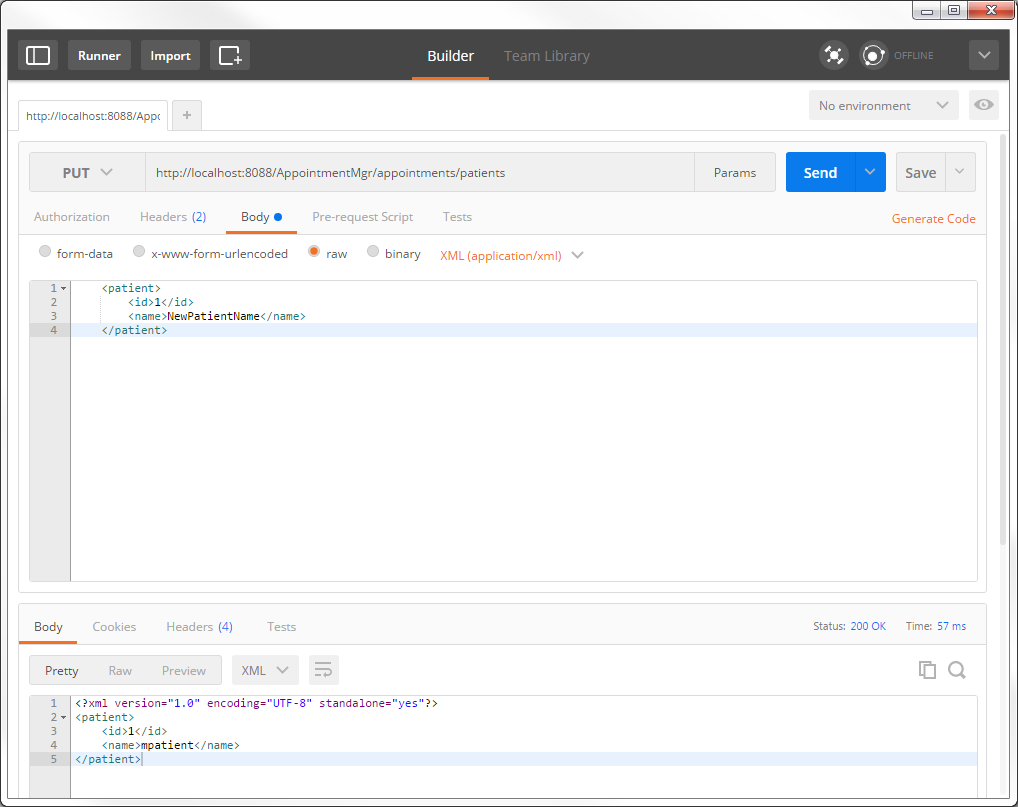 Runner Import Builder Team Library OFFLINE
http://localhost:8088/Appo + No environment
PUT http://localhost:8088/AppointmentMgr/appointments/patients Params Send Save
Authorization Headers (2) Body Pre-request Script Tests Generate Code
form-data x-www-form-urlencoded raw binary XML (application/xml)
1 <patient>
2 <id>1</id>
3 <name>NewPatientName</name>
4 </patient>
Body Cookies Headers (4) Tests Status: 200 OK Time: 57 ms
Pretty Raw Preview XML
1 <?xml version="1.0" encoding="UTF-8" standalone="yes"?>
2 <patient>
3 <id>1</id>
4 <name>mpatient</name>
5 </patient>